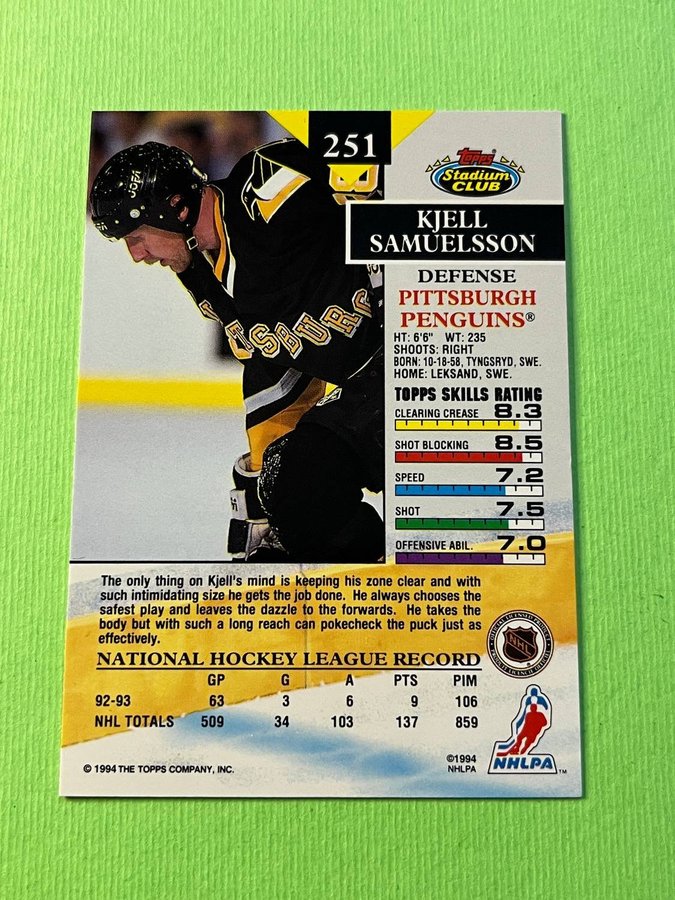 251
Topps
Stadium
CLUB
KJELL
SAMUELSSON
DEFENSE
PITTSBURGH
PENGUINS®
HT: 6'6" WT: 235
SHOOTS: RIGHT
BORN: 10-18-58, TYNGSRYD, SWE.
HOME: LEKSAND, SWE.
TOPPS SKILLS RATING
CLEARING CREASE 8.3
SHOT BLOCKING 8.5
SPEED 7.2
SHOT 7.5
OFFENSIVE ABIL. 7.0
JOFA
TSBURG
The only thing on Kjell's mind is keeping his zone clear and with
such intimidating size he gets the job done. He always chooses the
safest play and leaves the dazzle to the forwards. He takes the
body but with such a long reach can pokecheck the puck just as
effectively.
NATIONAL HOCKEY LEAGUE RECORD
GP G A PTS PIM
92-93 63 3 6 9 106
NHL TOTALS 509 34 103 137 859
NHL
NHLPA™
© 1994 THE TOPPS COMPANY, INC.
©1994
NHLPA